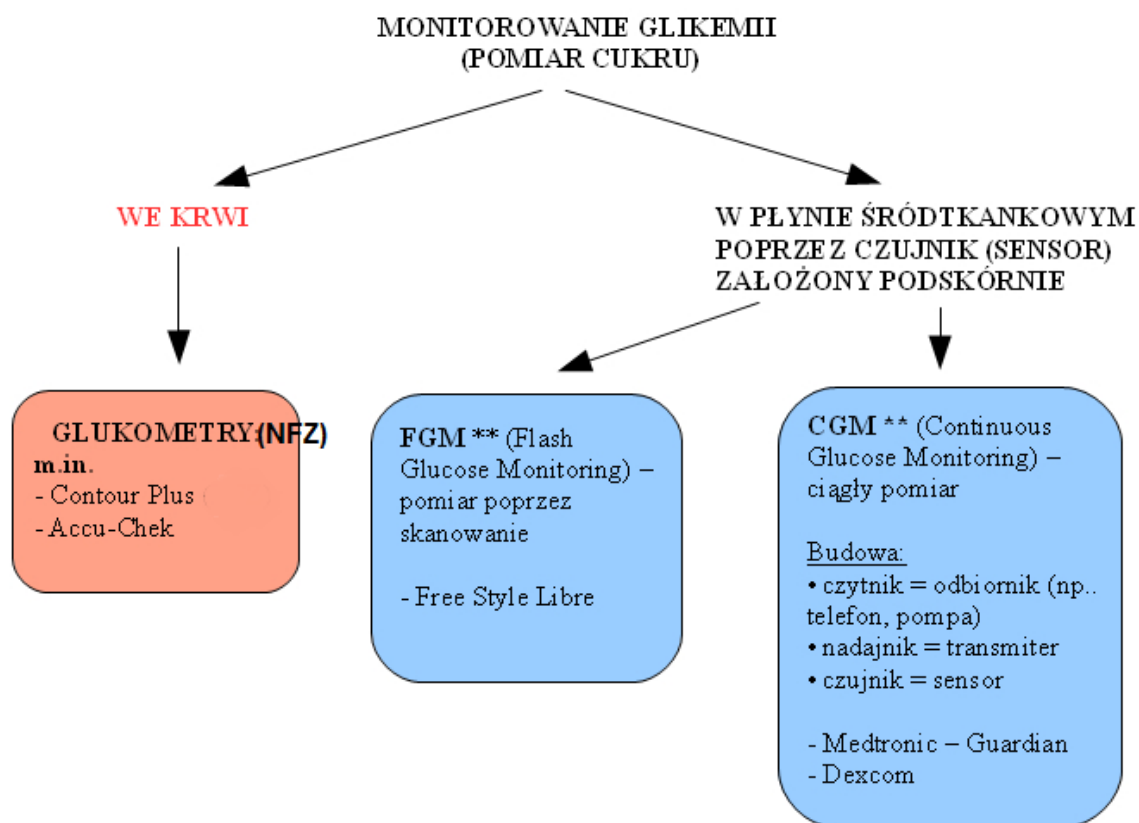 MONITOROWANIE GLIKEMII
(POMIAR CUKRU)
WE KRWI
W PŁYNIE ŚRÓDTKANKOWYM
POPRZEZ CZUJNIK (SENSOR)
ZAŁOŻONY PODSKÓRNIE
GLUKOMETRY:(NFZ)
m.in.
- Contour Plus
- Accu-Chek
FGM ** (Flash
Glucose Monitoring) –
pomiar poprzez
skanowanie
- Free Style Libre
CGM ** (Continuous
Glucose Monitoring) –
ciągły pomiar
Budowa:
• czytnik = odbiornik (np..
telefon, pompa)
• nadajnik = transmiter
• czujnik = sensor
- Medtronic – Guardian
- Dexcom